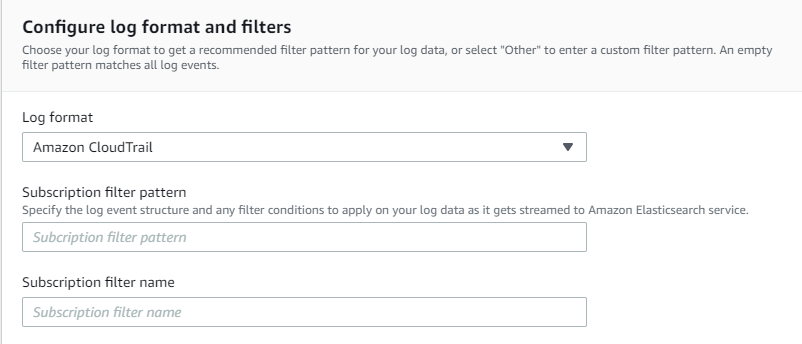 Configure log format and filters
Choose your log format to get a recommended filter pattern for your log data, or select "Other" to enter a custom filter pattern. An empty
filter pattern matches all log events.
Log format
Amazon CloudTrail
Subscription filter pattern
Specify the log event structure and any filter conditions to apply on your log data as it gets streamed to Amazon Elasticsearch service.
Subcription filter pattern
Subscription filter name
Subscription filter name